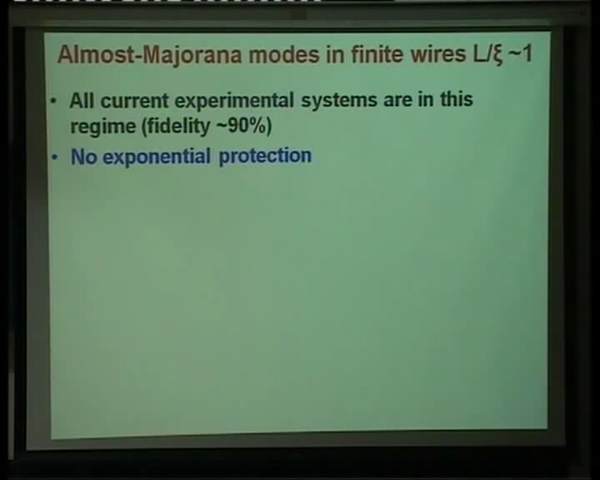 Almost-Majorana modes in finite wires L/ξ ~1
• All current experimental systems are in this
regime (fidelity ~90%)
• No exponential protection